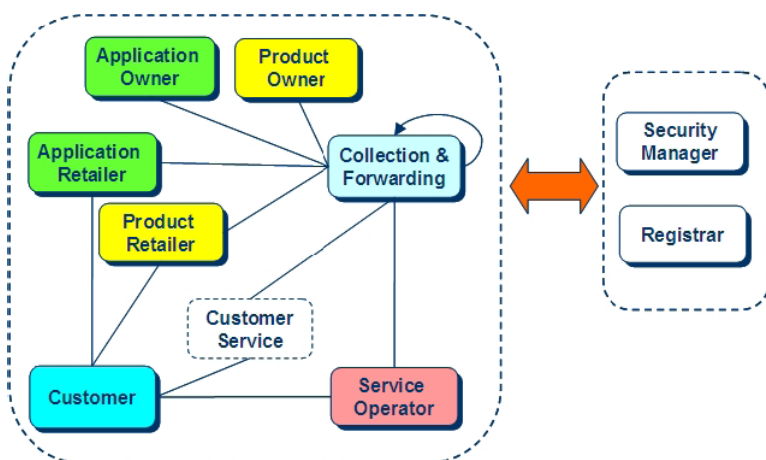 Application
Owner
Product
Owner
Application
Retailer
Collection &
Forwarding
Product
Retailer
Customer
Service
Customer
Service
Operator
Security
Manager
Registrar